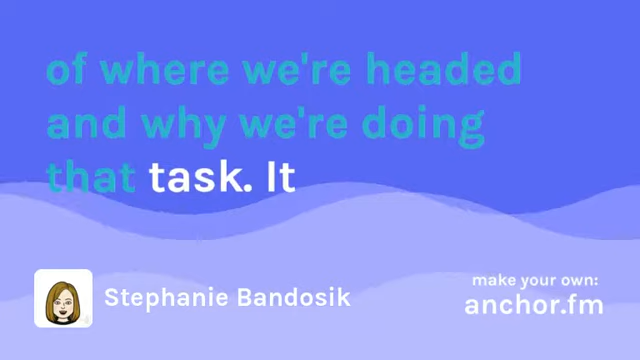 of where we're headed
and why we're doing
that task. It
Stephanie Bandosik
make your own:
anchor.fm